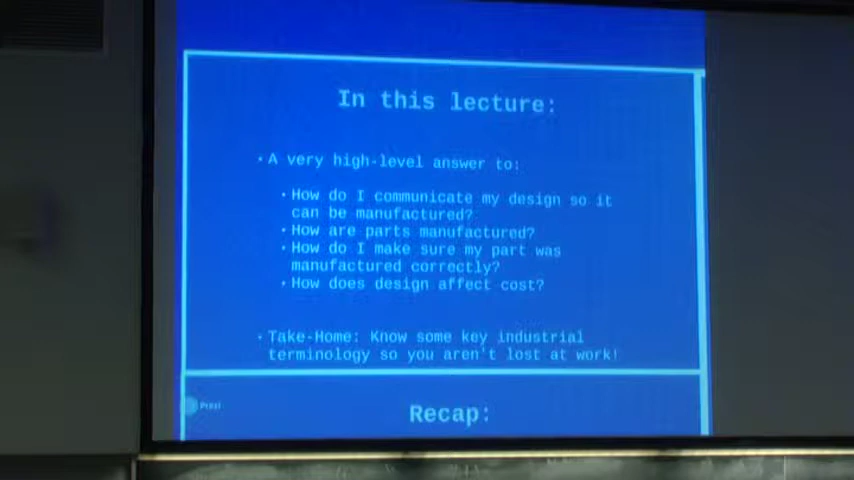 In this lecture:
• A very high-level answer to:
• How do I communicate my design so it
can be manufactured?
• How are parts manufactured?
• How do I make sure my part was
manufactured correctly?
• How does design affect cost?
• Take-Home: Know some key industrial
terminology so you aren't lost at work!
Prezi
Recap: